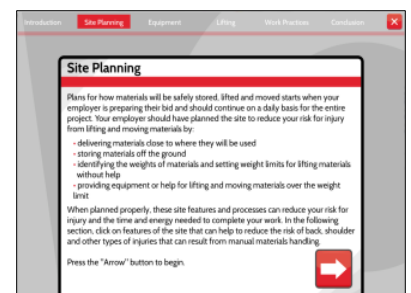 Introduction Site Planning Equipment Lifting Work Practices Conclusion X
Site Planning
Plans for how materials will be safely stored, lifted and moved starts when your
employer is preparing their bid and should continue on a daily basis for the entire
project. Your employer should have planned the site to reduce your risk for injury
from lifting and moving materials by:
- delivering materials close to where they will be used
- storing materials off the ground
- identifying the weights of materials and setting weight limits for lifting materials
without help
- providing equipment or help for lifting and moving materials over the weight
limit
When planned properly, these site features and processes can reduce your risk for
injury and the time and energy needed to complete your work. In the following
section, click on features of the site that can help to reduce the risk of back, shoulder
and other types of injuries that can result from manual materials handling.
Press the "Arrow" button to begin.